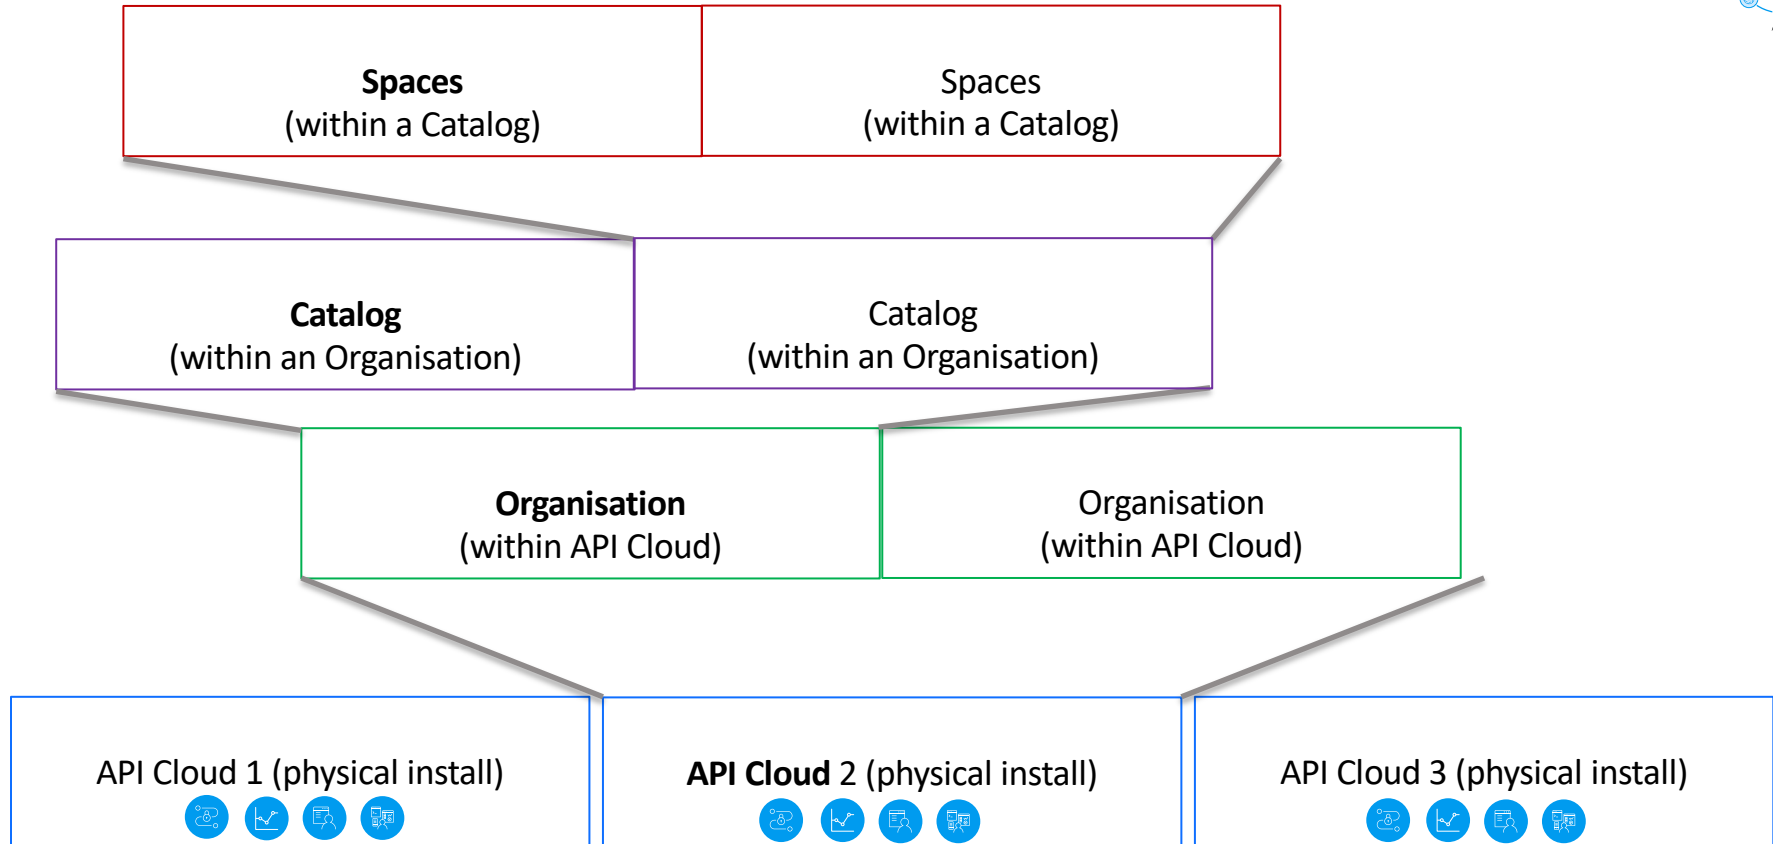 Spaces
(within a Catalog)
Spaces
(within a Catalog)
Catalog
(within an Organisation)
Catalog
(within an Organisation)
Organisation
(within API Cloud)
Organisation
(within API Cloud)
API Cloud 1 (physical install)
API Cloud 2 (physical install)
API Cloud 3 (physical install)